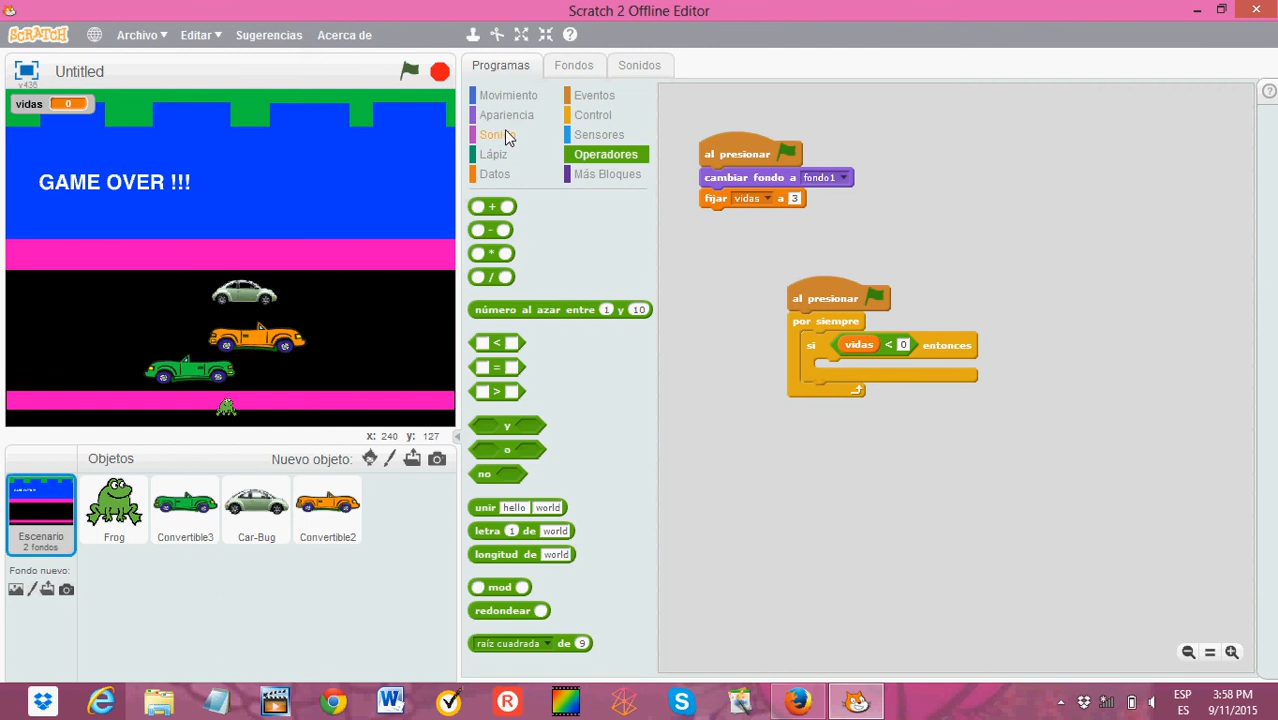 Scratch 2 Offline Editor
SCRATCH Archivo Editar Sugerencias Acerca de
v436 Untitled
vidas 0
GAME OVER !!!
x: 240 y: 127
Programas Fondos Sonidos
Movimiento Eventos
Apariencia Control
Sonido Sensores
Lápiz Operadores
Datos Más Bloques
+
-
*
/
número al azar entre 1 y 10
<
=
>
y
o
no
unir hello world
letra 1 de world
longitud de world
mod
redondear
raíz cuadrada de 9
al presionar
cambiar fondo a fondo1
fijar vidas a 3
al presionar
por siempre
si vidas < 0 entonces
Objetos Nuevo objeto:
Escenario
2 fondos
Frog Convertible3 Car-Bug Convertible2
Fondo nuevo:
ESP 3:58 PM
ES 9/11/2015